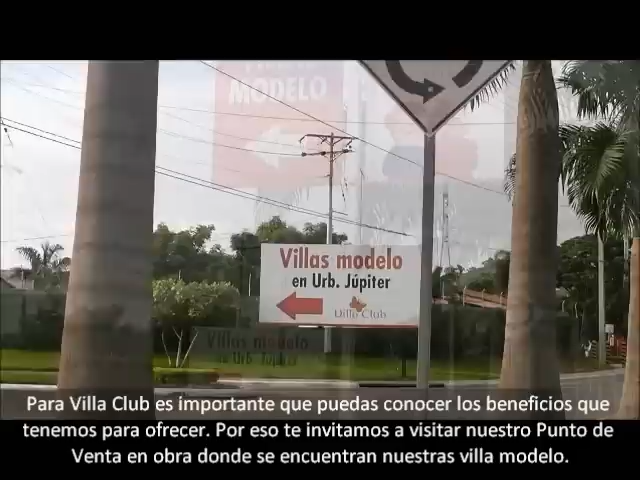 MODELO
Villas modelo
en Urb. Júpiter
Villa Club
Villas modelo
en Urb. Júpiter
Para Villa Club es importante que puedas conocer los beneficios que
tenemos para ofrecer. Por eso te invitamos a visitar nuestro Punto de
Venta en obra donde se encuentran nuestras villa modelo.